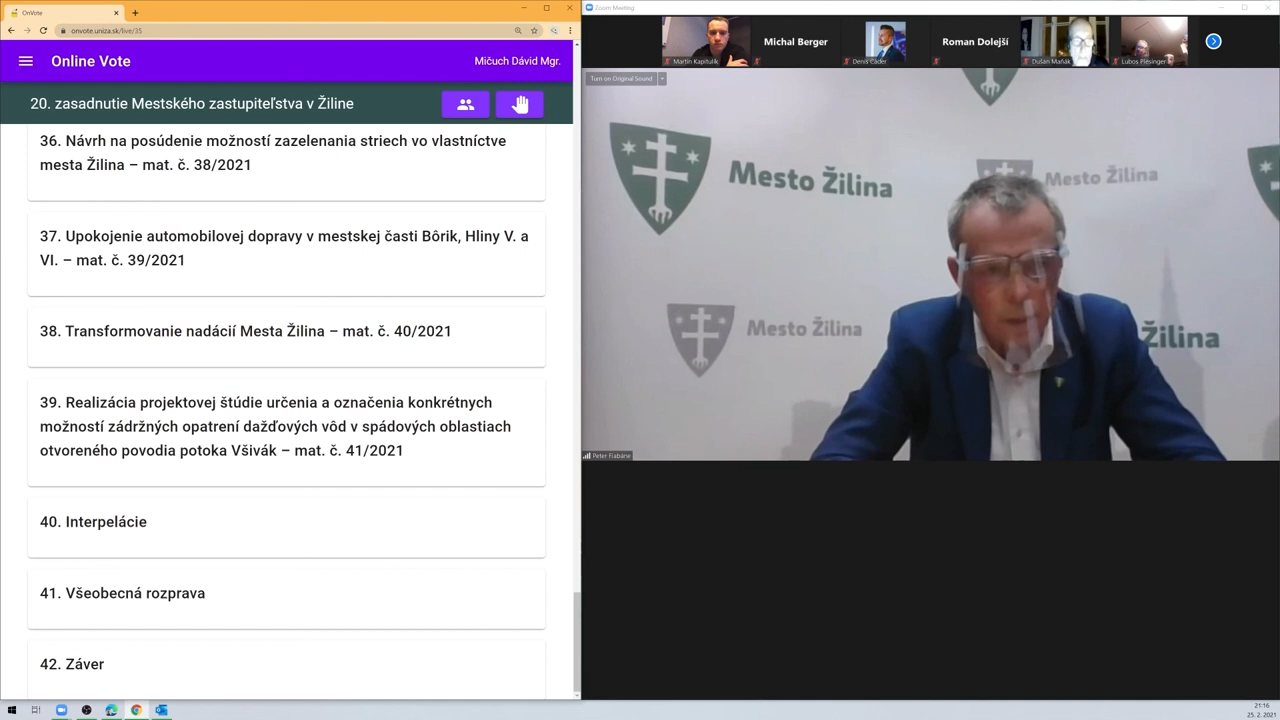 OnVote
onvote.uniza.sk/live/35
Online Vote
Mičuch Dávid Mgr.
20. zasadnutie Mestského zastupiteľstva v Žiline
36. Návrh na posúdenie možností zazelenania striech vo vlastníctve
mesta Žilina – mat. č. 38/2021
37. Upokojenie automobilovej dopravy v mestskej časti Bôrik, Hliny V. a
VI. – mat. č. 39/2021
38. Transformovanie nadácií Mesta Žilina – mat. č. 40/2021
39. Realizácia projektovej štúdie určenia a označenia konkrétnych
možností zádržných opatrení dažďových vôd v spádových oblastiach
otvoreného povodia potoka Všivák – mat. č. 41/2021
40. Interpelácie
41. Všeobecná rozprava
42. Záver
Zoom Meeting
Martin Kapitulík
Michal Berger
Denis Cáder
Roman Dolejší
Dušan Maňák
Lubos Plesinger
Turn on Original Sound
Mesto Žilina
Mesto Žilina
Mesto Žilina
Žilina
Peter Fiabáne
21:16
25. 2. 2021